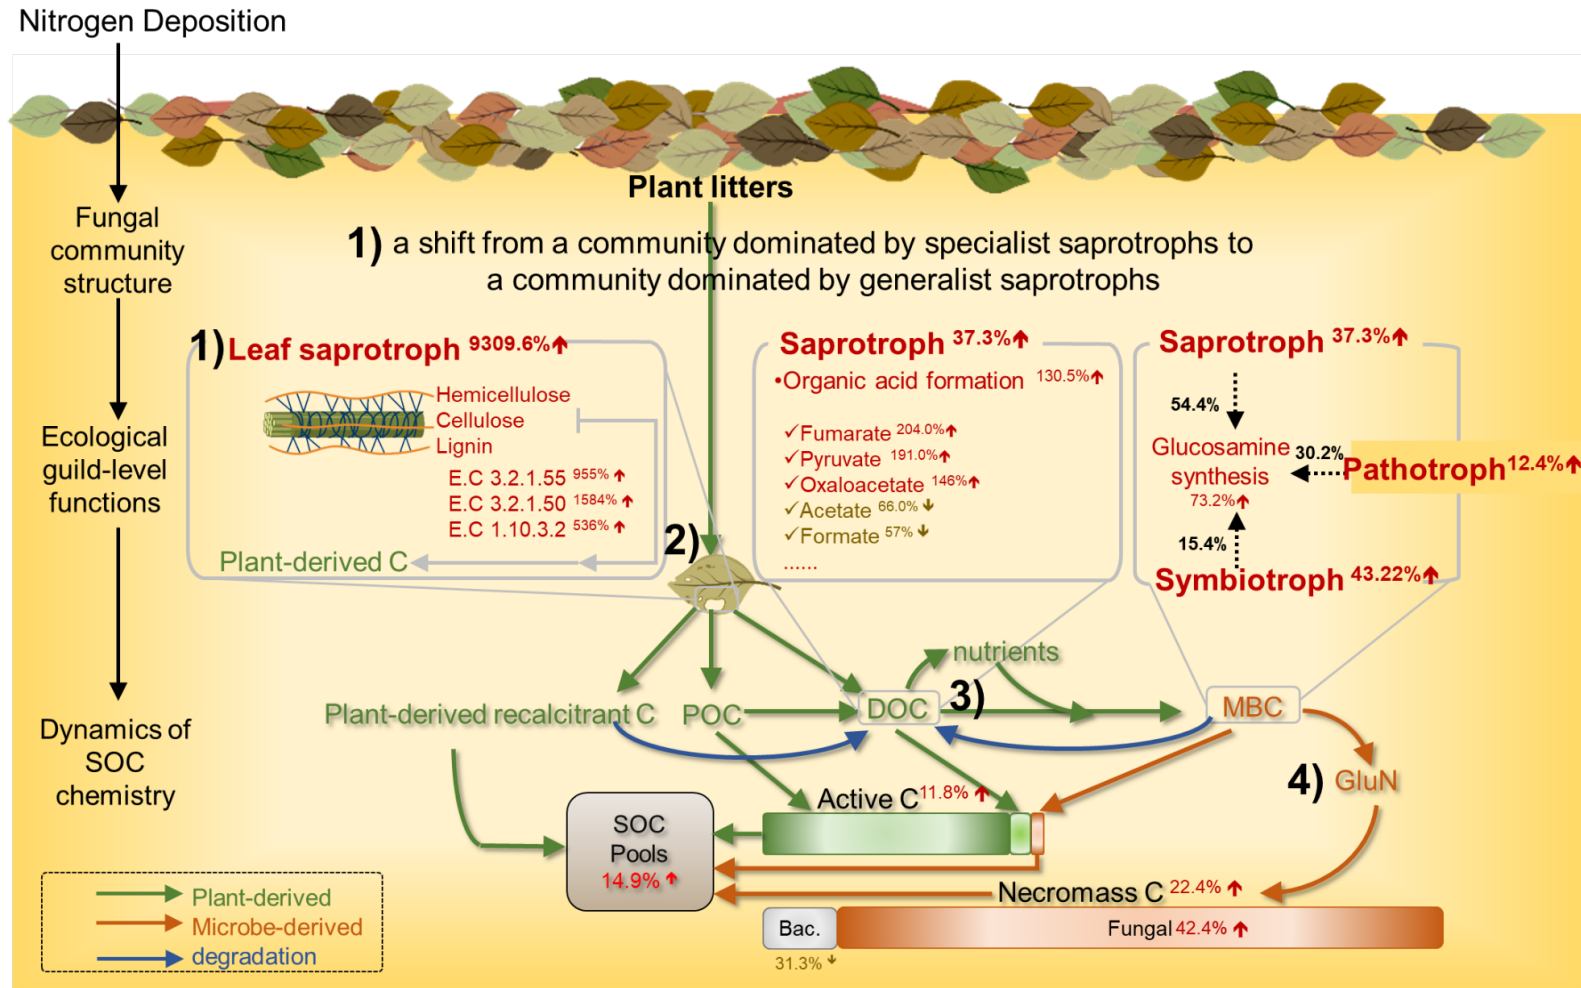 Nitrogen Deposition
Plant litters
Fungal
community
structure
1) a shift from a community dominated by specialist saprotrophs to
a community dominated by generalist saprotrophs
Ecological
guild-level
functions
Dynamics of
SOC
chemistry
1) Leaf saprotroph 9309.6%↑
Hemicellulose
Cellulose
Lignin
E.C 3.2.1.55 955% ↑
E.C 3.2.1.50 1584% ↑
E.C 1.10.3.2 536% ↑
Plant-derived C
Saprotroph 37.3%↑
•Organic acid formation 130.5%↑
✓Fumarate 204.0%↑
✓Pyruvate 191.0%↑
✓Oxaloacetate 146%↑
✓Acetate 66.0%↓
✓Formate 57% ↓
......
Saprotroph 37.3%↑
54.4%
Glucosamine
synthesis
73.2%↑
30.2%
Pathotroph 12.4%↑
15.4%
Symbiotroph 43.22%↑
2)
nutrients
Plant-derived recalcitrant C
POC
DOC
3)
MBC
4) GluN
Active C 11.8% ↑
SOC
Pools
14.9% ↑
Necromass C 22.4% ↑
Bac.
31.3% ↓
Fungal 42.4% ↑
Plant-derived
Microbe-derived
degradation